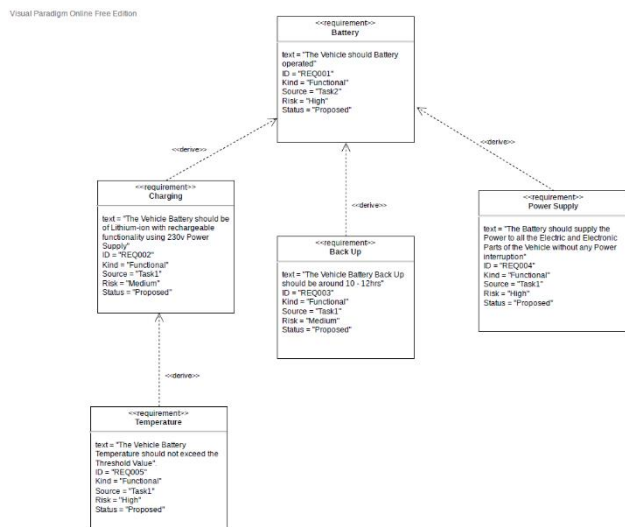 Visual Paradigm Online Free Edition
<<requirement>>
Battery
text = "The Vehicle should Battery
operated"
ID = "REQ001"
Kind = "Functional"
Source = "Task2"
Risk = "High"
Status = "Proposed"
<<derive>>
<<derive>>
<<derive>>
<<requirement>>
Charging
text = "The Vehicle Battery should be
of Lithium-ion with rechargeable
functionality using 230v Power
Supply"
ID = "REQ002"
Kind = "Functional"
Source = "Task1"
Risk = "Medium"
Status = "Proposed"
<<requirement>>
Back Up
text = "The Vehicle Battery Back Up
should be around 10 - 12hrs"
ID = "REQ003"
Kind = "Functional"
Source = "Task1"
Risk = "Medium"
Status = "Proposed"
<<requirement>>
Power Supply
text = "The Battery should supply the
Power to all the Electric and Electronic
Parts of the Vehicle without any Power
interruption"
ID = "REQ004"
Kind = "Functional"
Source = "Task1"
Risk = "High"
Status = "Proposed"
<<derive>>
<<requirement>>
Temperature
text = "The Vehicle Battery
Temperature should not exceed the
Threshold Value"
ID = "REQ005"
Kind = "Functional"
Source = "Task1"
Risk = "High"
Status = "Proposed"